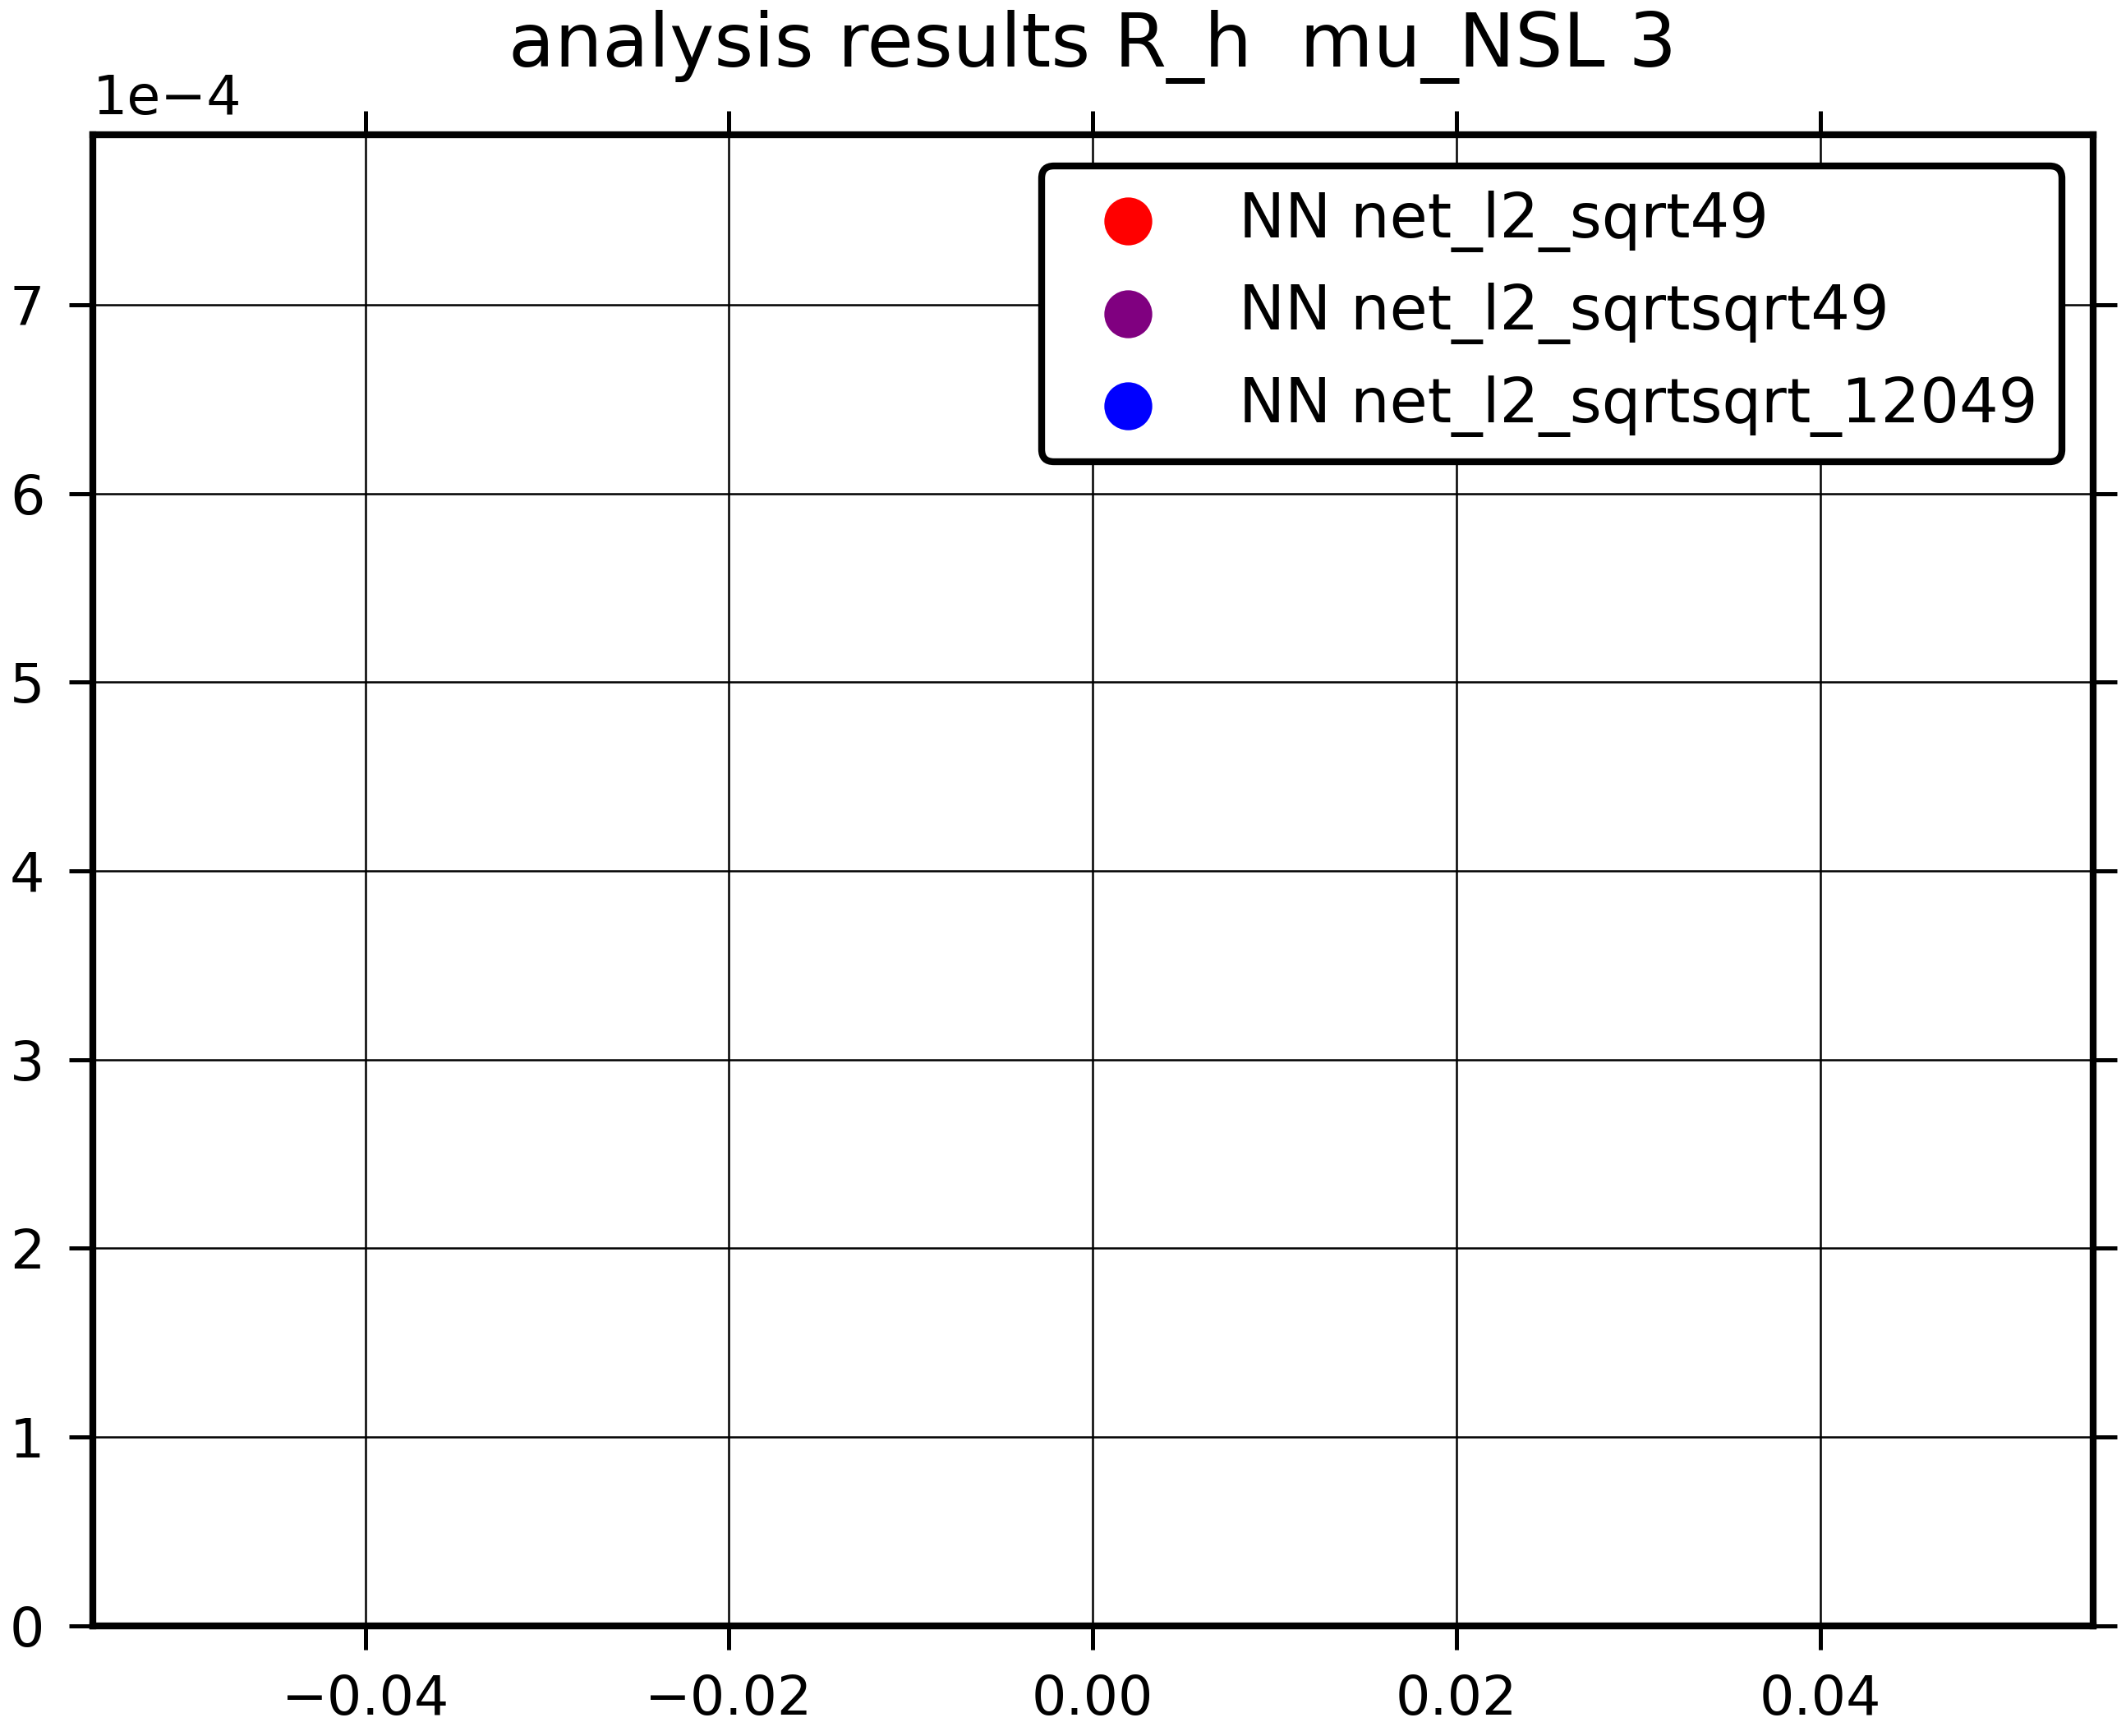 analysis results R_h  mu_NSL 3
1e−4
NN net_l2_sqrt49
NN net_l2_sqrtsqrt49
NN net_l2_sqrtsqrt_12049
7
6
5
4
3
2
1
0
−0.04 −0.02 0.00 0.02 0.04